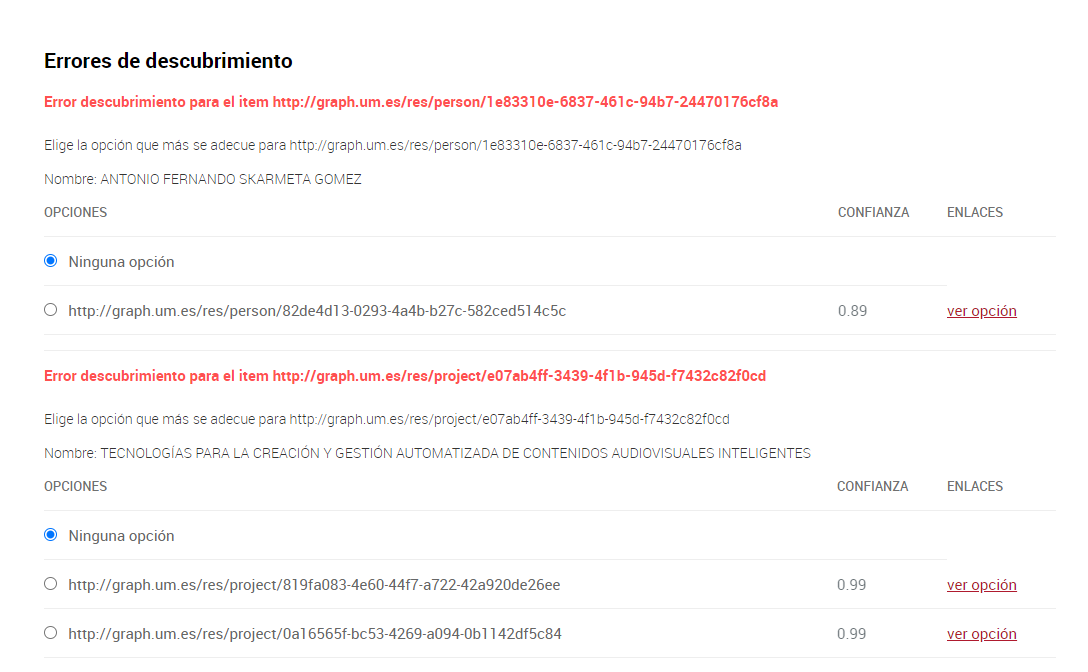 Errores de descubrimiento
Error descubrimiento para el item http://graph.um.es/res/person/1e83310e-6837-461c-94b7-24470176cf8a
Elige la opción que más se adecue para http://graph.um.es/res/person/1e83310e-6837-461c-94b7-24470176cf8a
Nombre: ANTONIO FERNANDO SKARMETA GOMEZ
OPCIONES CONFIANZA ENLACES
Ninguna opción
http://graph.um.es/res/person/82de4d13-0293-4a4b-b27c-582ced514c5c 0.89 ver opción
Error descubrimiento para el item http://graph.um.es/res/project/e07ab4ff-3439-4f1b-945d-f7432c82f0cd
Elige la opción que más se adecue para http://graph.um.es/res/project/e07ab4ff-3439-4f1b-945d-f7432c82f0cd
Nombre: TECNOLOGÍAS PARA LA CREACIÓN Y GESTIÓN AUTOMATIZADA DE CONTENIDOS AUDIOVISUALES INTELIGENTES
OPCIONES CONFIANZA ENLACES
Ninguna opción
http://graph.um.es/res/project/819fa083-4e60-44f7-a722-42a920de26ee 0.99 ver opción
http://graph.um.es/res/project/0a16565f-bc53-4269-a094-0b1142df5c84 0.99 ver opción